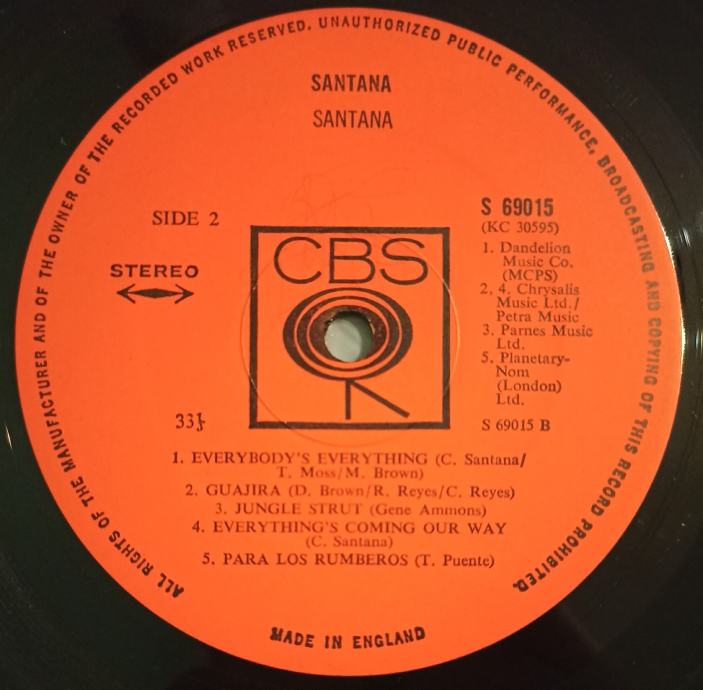 ALL RIGHTS OF THE MANUFACTURER AND OF THE OWNER OF THE RECORDED WORK RESERVED. UNAUTHORIZED PUBLIC PERFORMANCE, BROADCASTING AND COPYING OF THIS RECORD PROHIBITED.
SANTANA
SANTANA
SIDE 2
STEREO
CBS
S 69015
(KC 30595)
1. Dandelion
Music Co.
(MCPS)
2, 4. Chrysalis
Music Ltd./
Petra Music
3. Parnes Music
Ltd.
5. Planetary-
Nom
(London)
Ltd.
33⅓
S 69015 B
1. EVERYBODY'S EVERYTHING (C. Santana/
T. Moss/M. Brown)
2. GUAJIRA (D. Brown/R. Reyes/C. Reyes)
3. JUNGLE STRUT (Gene Ammons)
4. EVERYTHING'S COMING OUR WAY
(C. Santana)
5. PARA LOS RUMBEROS (T. Puente)
MADE IN ENGLAND